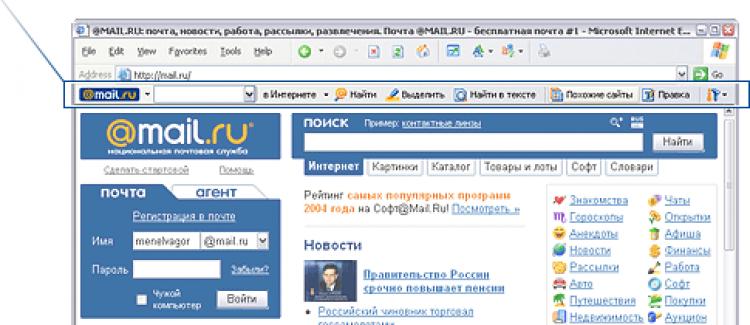 @MAIL.RU: почта, новости, работа, рассылки, развлечения. Почта @MAIL.RU - бесплатная почта #1 - Microsoft Internet E...
File Edit View Favorites Tools Help
Address http://mail.ru/ Go
@mail.ru в Интернете Найти Выделить Найти в тексте Похожие сайты Правка
@mail.ru®
национальная почтовая служба
Сделать стартовой Помощь
почта агент
Регистрация в почте
Имя menelvagor @mail.ru
Пароль Забыли?
Чужой компьютер Войти
ПОИСК Пример: контактные линзы
Найти
Интернет Картинки Каталог Товары и лоты Софт Словари
Рейтинг самых популярных программ
2004 года на Софт@Mail.Ru! Посмотреть »
Новости
Правительство России
срочно повышает пенсии
• Российский чиновник торговал
Знакомства Чаты
Гороскопы Открытки
Анекдоты Афиша
Новости Финансы
Рассылки Работа
Авто Софт
Путешествия Покупки
Недвижимость Аукцион